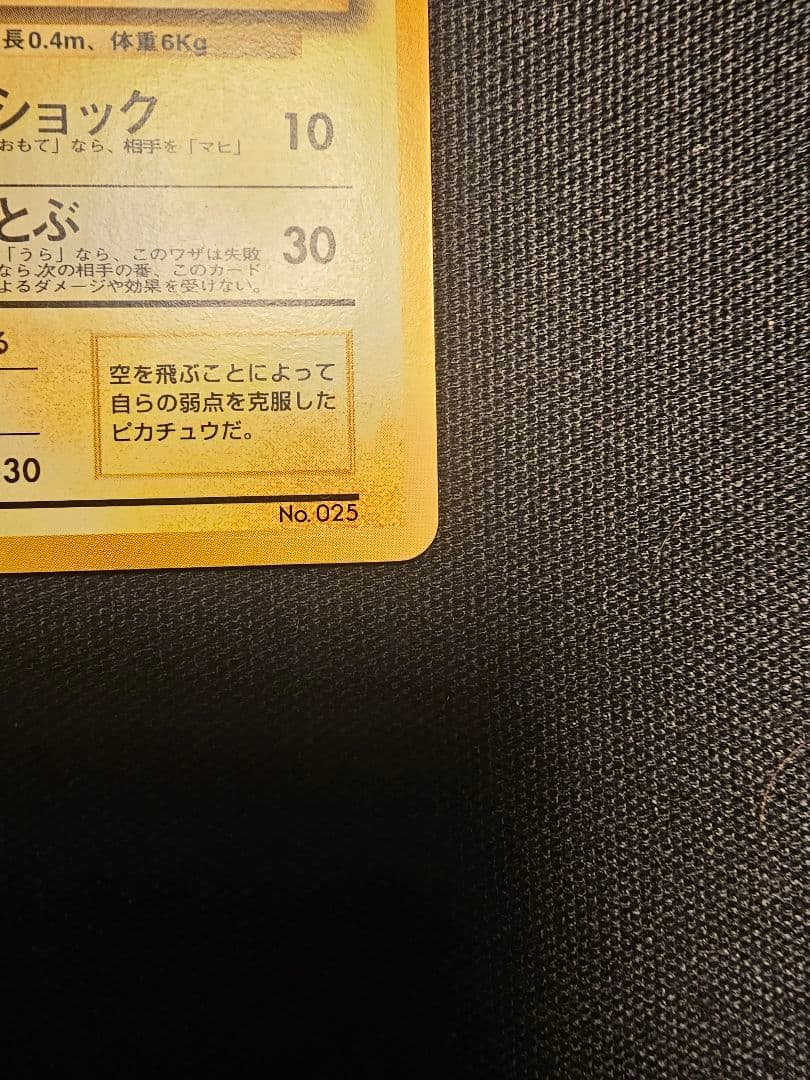 長0.4m、体重6Kg
ショック 10
おもて」なら、相手を「マヒ」
とぶ 30
「うら」なら、このワザは失敗
なら次の相手の番、このカード
よるダメージや効果を受けない。
空を飛ぶことによって
自らの弱点を克服した
ピカチュウだ。
30
No. 025